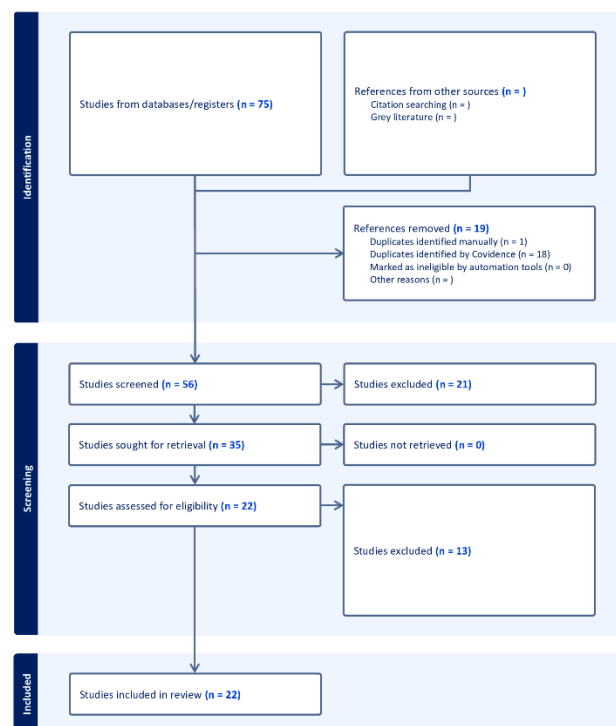 Identification
Studies from databases/registers (n = 75)
References from other sources (n = )
Citation searching (n = )
Grey literature (n = )
References removed (n = 19)
Duplicates identified manually (n = 1)
Duplicates identified by Covidence (n = 18)
Marked as ineligible by automation tools (n = 0)
Other reasons (n = )
Screening
Studies screened (n = 56)
Studies excluded (n = 21)
Studies sought for retrieval (n = 35)
Studies not retrieved (n = 0)
Studies assessed for eligibility (n = 22)
Studies excluded (n = 13)
Included
Studies included in review (n = 22)